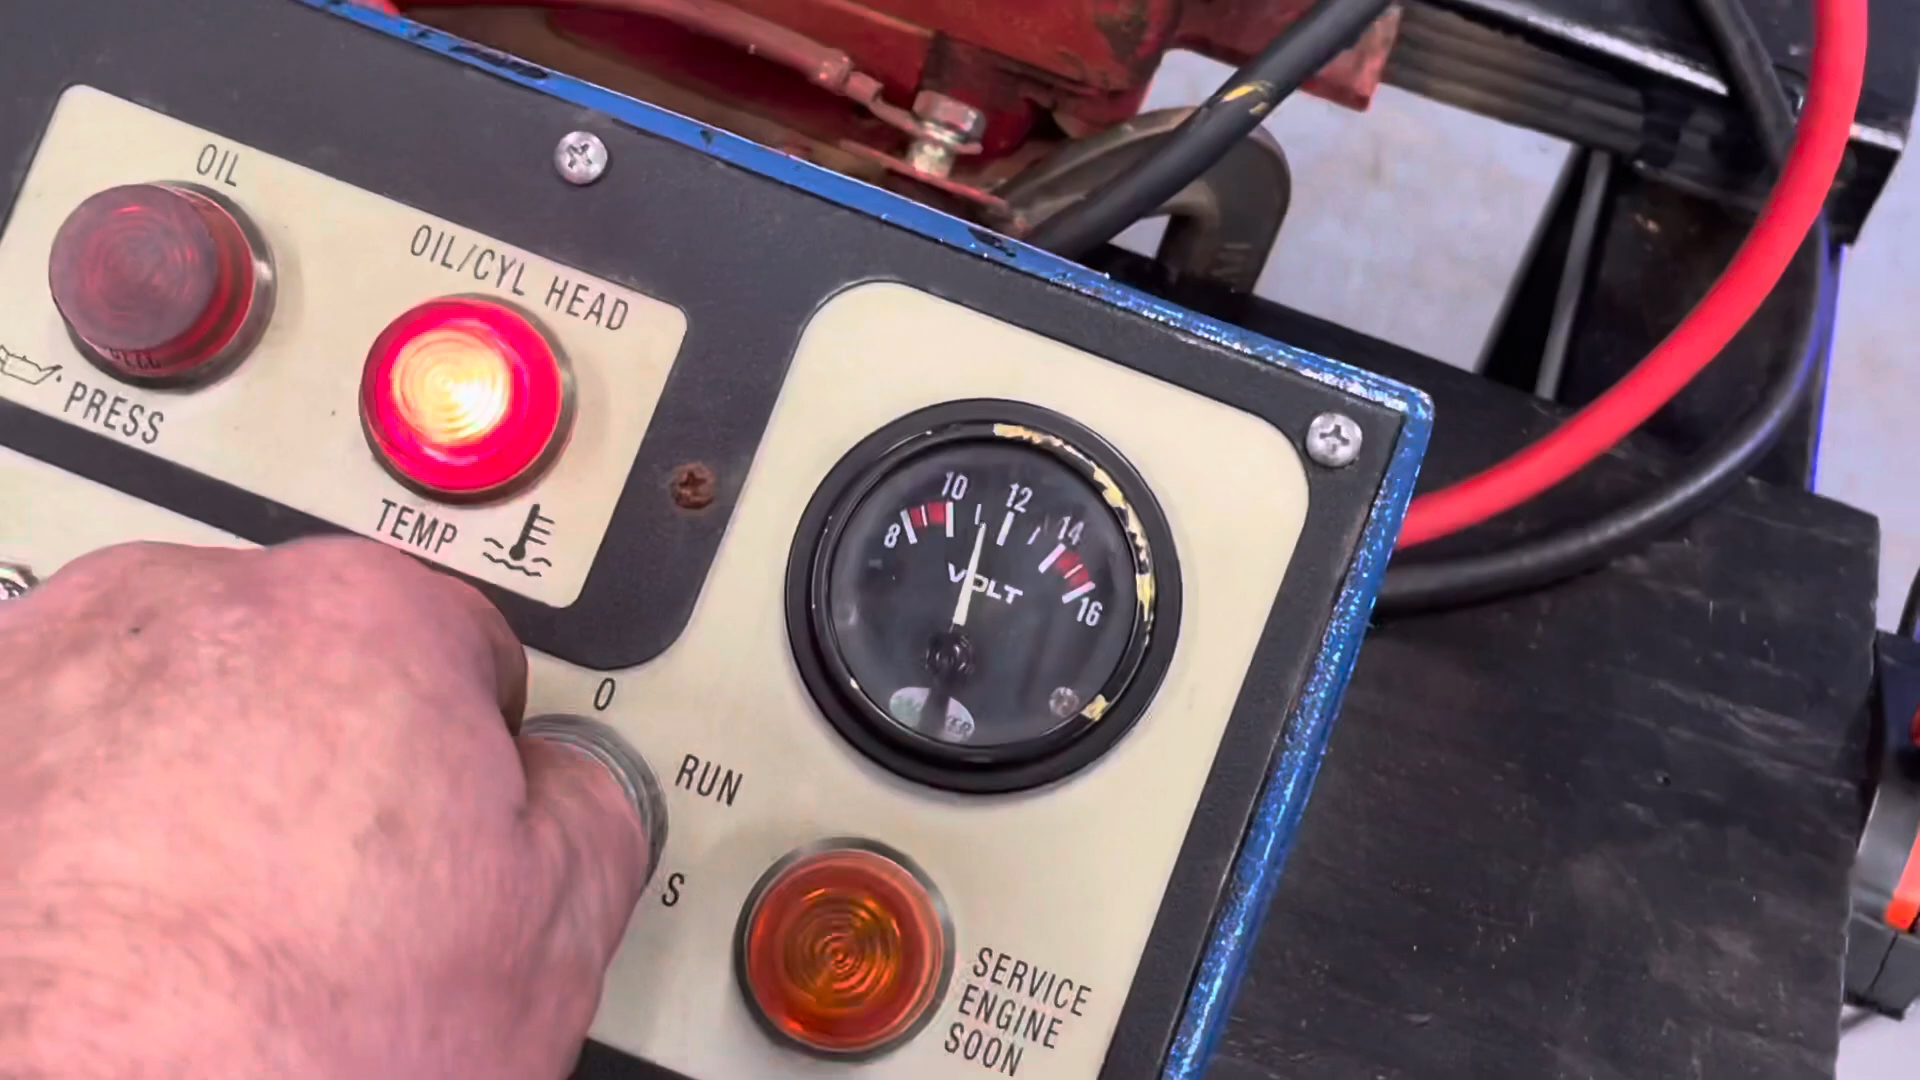 OIL
PRESS
OIL/CYL HEAD
TEMP
8
10
12
14
16
VOLT
O
RUN
S
SERVICE
ENGINE
SOON